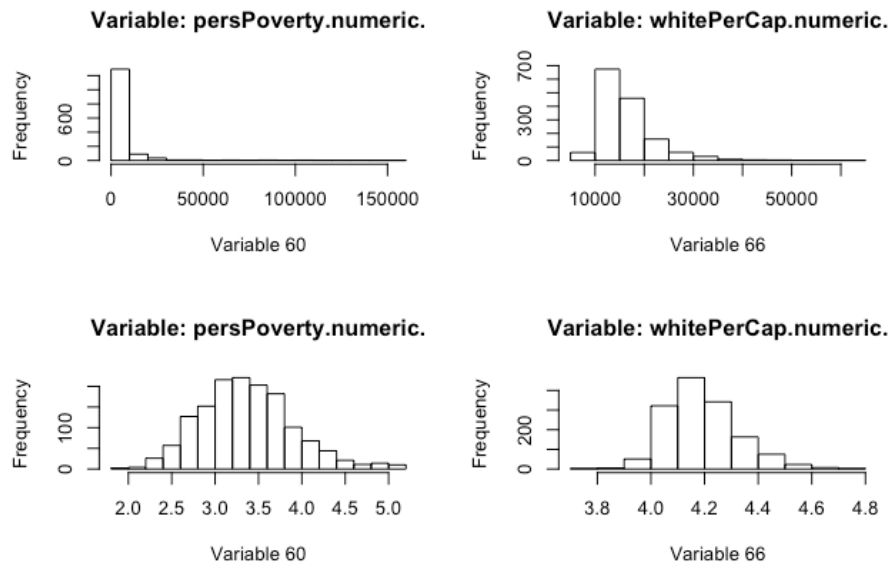 Variable: persPoverty.numeric.
Frequency
0 600
0 50000 100000 150000
Variable 60
Variable: whitePerCap.numeric.
Frequency
0 300 700
10000 30000 50000
Variable 66
Variable: persPoverty.numeric.
Frequency
0 100
2.0 2.5 3.0 3.5 4.0 4.5 5.0
Variable 60
Variable: whitePerCap.numeric.
Frequency
0 200
3.8 4.0 4.2 4.4 4.6 4.8
Variable 66